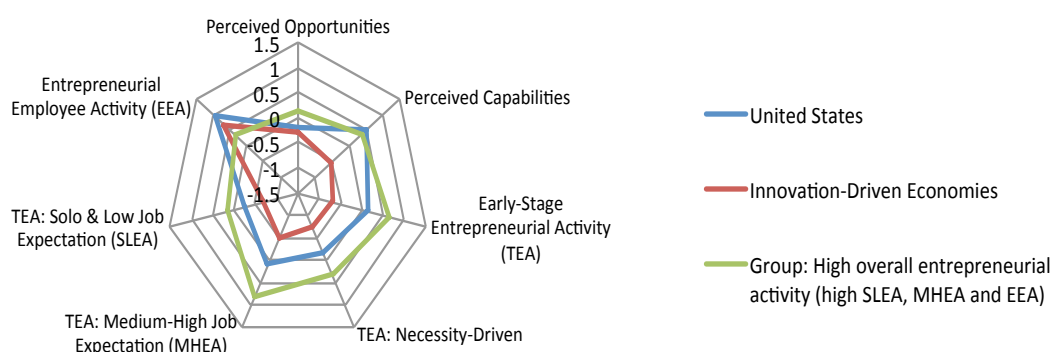 Perceived Opportunities
1.5
1
0.5
0
-0.5
-1
-1.5
Perceived Capabilities
Early-Stage
Entrepreneurial Activity
(TEA)
TEA: Necessity-Driven
TEA: Medium-High Job
Expectation (MHEA)
TEA: Solo & Low Job
Expectation (SLEA)
Entrepreneurial
Employee Activity (EEA)
United States
Innovation-Driven Economies
Group: High overall entrepreneurial
activity (high SLEA, MHEA and EEA)